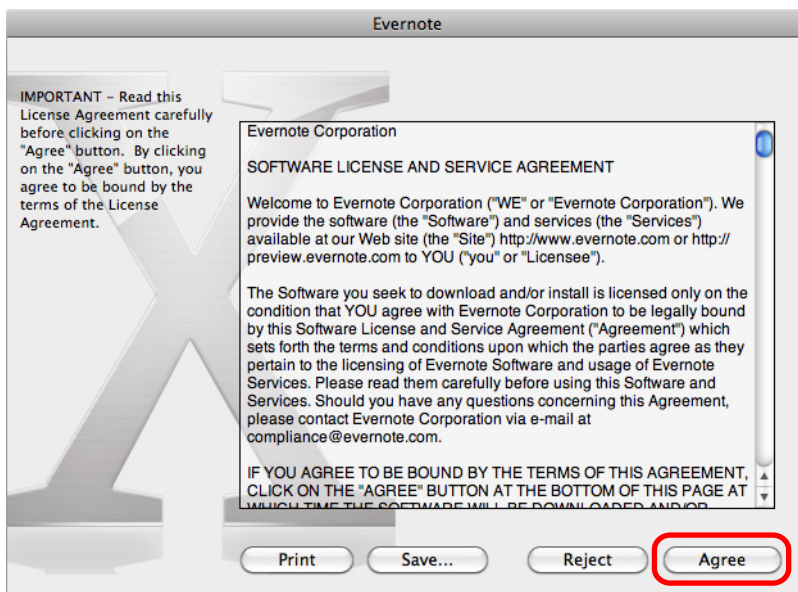 Evernote
IMPORTANT – Read this
License Agreement carefully
before clicking on the
"Agree" button.  By clicking
on the "Agree" button, you
agree to be bound by the
terms of the License
Agreement.
Evernote Corporation
SOFTWARE LICENSE AND SERVICE AGREEMENT
Welcome to Evernote Corporation ("WE" or "Evernote Corporation"). We
provide the software (the "Software") and services (the "Services")
available at our Web site (the "Site") http://www.evernote.com or http://
preview.evernote.com to YOU ("you" or "Licensee").
The Software you seek to download and/or install is licensed only on the
condition that YOU agree with Evernote Corporation to be legally bound
by this Software License and Service Agreement ("Agreement") which
sets forth the terms and conditions upon which the parties agree as they
pertain to the licensing of Evernote Software and usage of Evernote
Services. Please read them carefully before using this Software and
Services. Should you have any questions concerning this Agreement,
please contact Evernote Corporation via e-mail at
compliance@evernote.com.
IF YOU AGREE TO BE BOUND BY THE TERMS OF THIS AGREEMENT,
CLICK ON THE "AGREE" BUTTON AT THE BOTTOM OF THIS PAGE AT
WHICH TIME THE SOFTWARE WILL BE DOWNLOADED AND/OR
Print
Save...
Reject
Agree